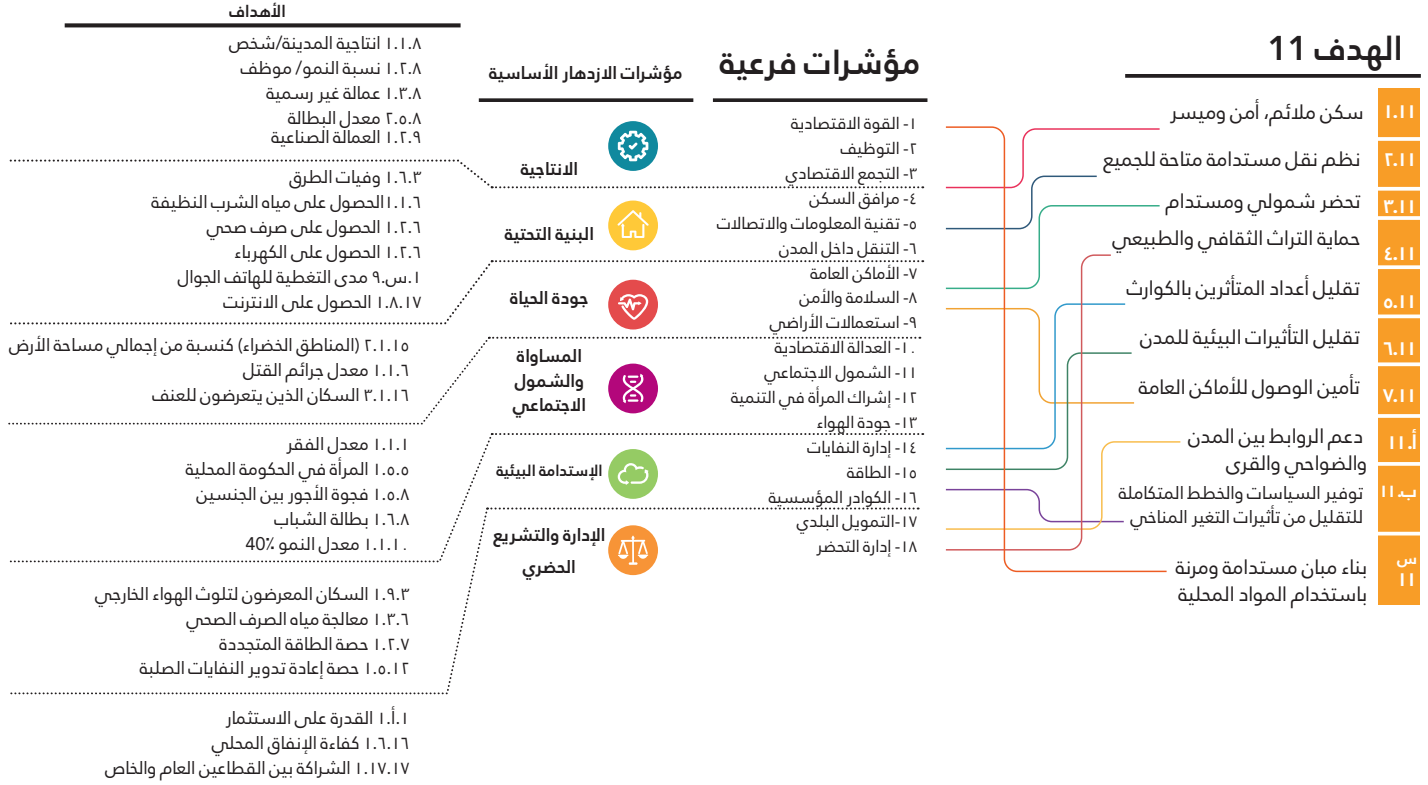 الهدف 11
١.١١
سكن ملائم، أمن وميسر
٢.١١
نظم نقل مستدامة متاحة للجميع
٣.١١
تحضر شمولي ومستدام
٤.١١
حماية التراث الثقافي والطبيعي
٥.١١
تقليل أعداد المتأثرين بالكوارث
٦.١١
تقليل التأثيرات البيئية للمدن
٧.١١
تأمين الوصول للأماكن العامة
أ.١١
دعم الروابط بين المدن
والضواحي والقرى
ب.١١
توفير السياسات والخطط المتكاملة
للتقليل من تأثيرات التغير المناخي
س
١١
بناء مبان مستدامة ومرنة
باستخدام المواد المحلية
مؤشرات فرعية
١- القوة الاقتصادية
٢- التوظيف
٣- التجمع الاقتصادي
٤- مرافق السكن
٥- تقنية المعلومات والاتصالات
٦- التنقل داخل المدن
٧- الأماكن العامة
٨- السلامة والأمن
٩- استعمالات الأراضي
١٠- العدالة الاقتصادية
١١- الشمول الاجتماعي
١٢- إشراك المرأة في التنمية
١٣- جودة الهواء
١٤- إدارة النفايات
١٥- الطاقة
١٦- الكوادر المؤسسية
١٧-التمويل البلدي
١٨- إدارة التحضر
مؤشرات الازدهار الأساسية
الانتاجية
البنية التحتية
جودة الحياة
المساواة
والشمول
الاجتماعي
الإستدامة البيئية
الإدارة والتشريع
الحضري
الأهداف
١.١.٨ انتاجية المدينة/شخص
١.٢.٨ نسبة النمو/ موظف
١.٣.٨ عمالة غير رسمية
٢.٥.٨ معدل البطالة
١.٢.٩ العمالة الصناعية
١.٦.٣ وفيات الطرق
١.١.٦الحصول على مياه الشرب النظيفة
١.٢.٦ الحصول على صرف صحي
١.٢.٦ الحصول على الكهرباء
١.س.٩ مدى التغطية للهاتف الجوال
١.٨.١٧ الحصول على الانترنت
٢.١.١٥ (المناطق الخضراء) كنسبة من إجمالي مساحة الأرض
١.١.٦ معدل جرائم القتل
٣.١.١٦ السكان الذين يتعرضون للعنف
١.١.١ معدل الفقر
١.٥.٥ المرأة في الحكومة المحلية
١.٥.٨ فجوة الأجور بين الجنسين
١.٦.٨ بطالة الشباب
١.١.١٠ معدل النمو 40٪
١.٩.٣ السكان المعرضون لتلوث الهواء الخارجي
١.٣.٦ معالجة مياه الصرف الصحي
١.٢.٧ حصة الطاقة المتجددة
١.٥.١٢ حصة إعادة تدوير النفايات الصلبة
١.أ.١ القدرة على الاستثمار
١.٦.١٦ كفاءة الإنفاق المحلي
١.١٧.١٧ الشراكة بين القطاعين العام والخاص